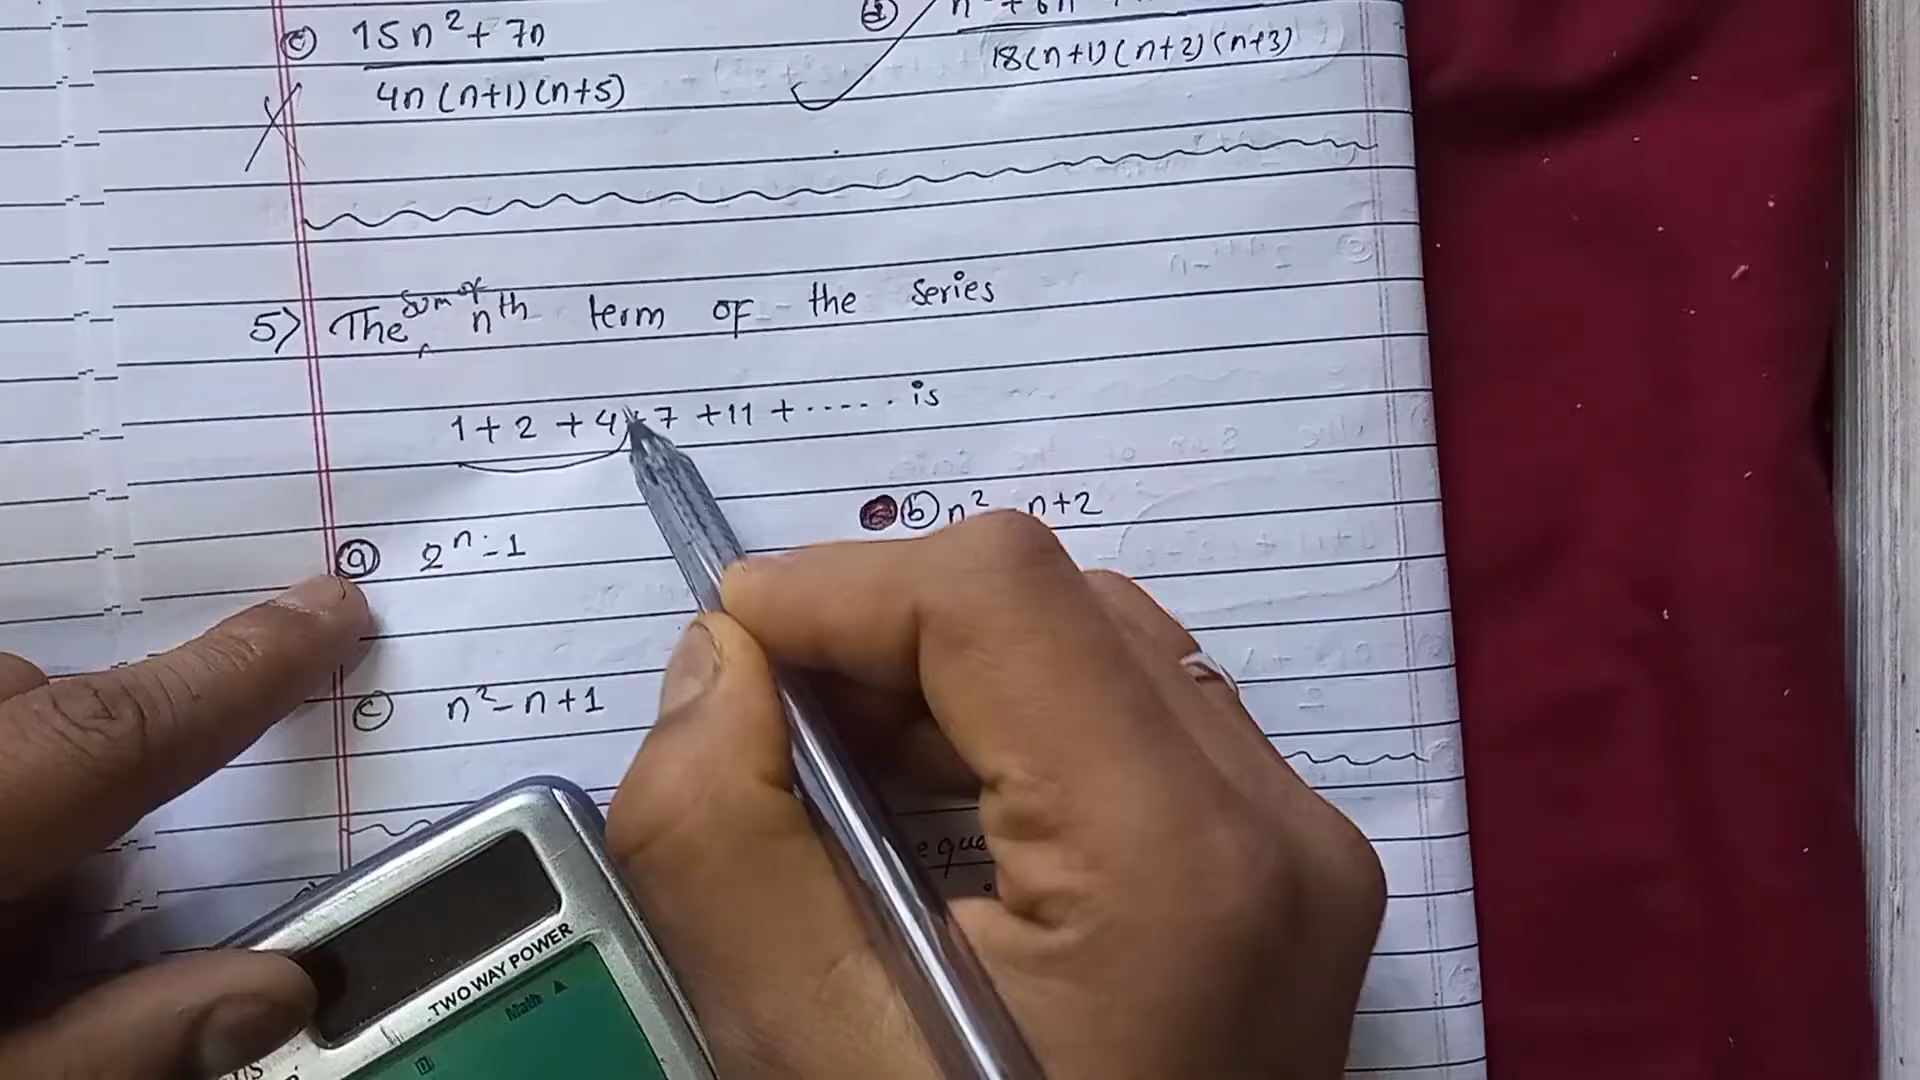 c 15n² + 7n
4n (n+1) (n+5)
18(n+1) (n+2) (n+3)
5) The sum of nth term of the series
1 + 2 + 4 + 7 + 11 + ..... is
a 2ⁿ - 1
b n² - n + 2
c n² - n + 1
TWO WAY POWER
Math ▲
D